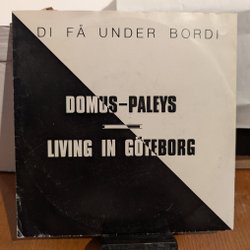 DI FÅ UNDER BORDI
DOMUS-PALEYS
LIVING IN GÖTEBORG